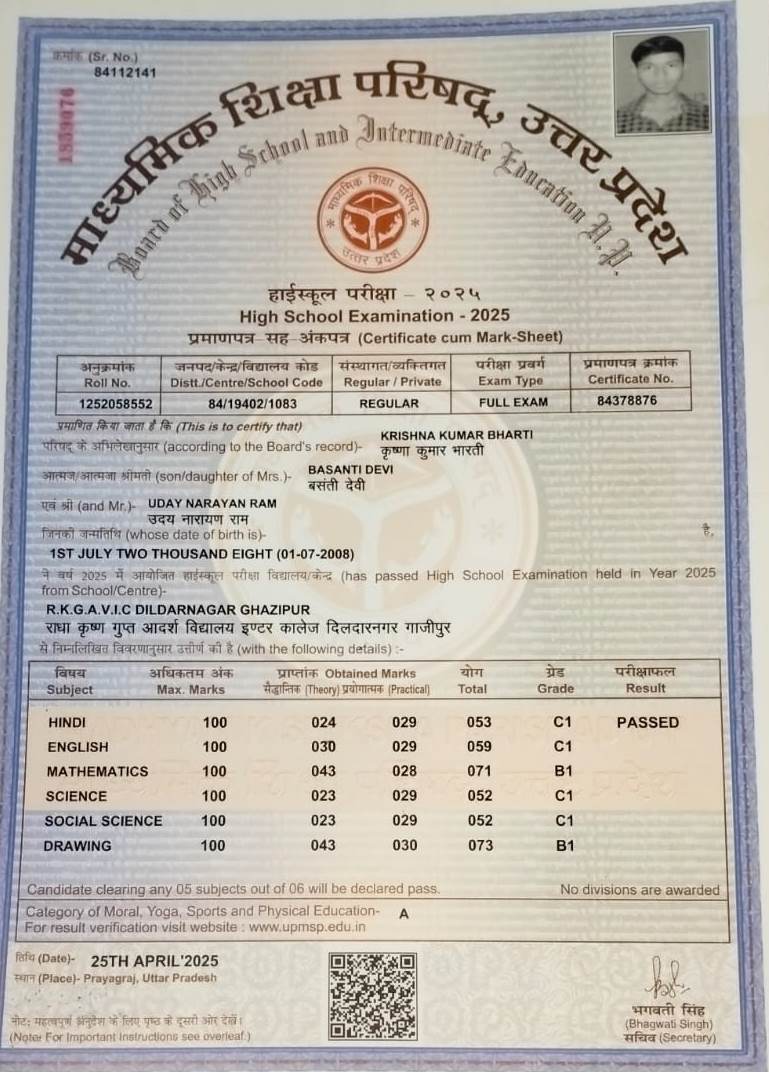 क्रमांक (Sr. No.)
84112141
1559076
माध्यमिक शिक्षा परिषद्, उत्तर प्रदेश
Board of High School and Intermediate Education U.P.
माध्यमिक शिक्षा परिषद्
उत्तर प्रदेश
हाईस्कूल परीक्षा – २०२५
High School Examination - 2025
प्रमाणपत्र सह अंकपत्र (Certificate cum Mark-Sheet)
अनुक्रमांक जनपद/केन्द्र/विद्यालय कोड संस्थागत/व्यक्तिगत परीक्षा प्रवर्ग प्रमाणपत्र क्रमांक
Roll No. Distt./Centre/School Code Regular / Private Exam Type Certificate No.
1252058552 84/19402/1083 REGULAR FULL EXAM 84378876
प्रमाणित किया जाता है कि (This is to certify that)
KRISHNA KUMAR BHARTI
परिषद् के अभिलेखानुसार (according to the Board's record)- कृष्णा कुमार भारती
BASANTI DEVI
आत्मज/आत्मजा श्रीमती (son/daughter of Mrs.)- बसंती देवी
एवं श्री (and Mr.)- UDAY NARAYAN RAM
उदय नारायण राम
जिनकी जन्मतिथि (whose date of birth is)- है,
1ST JULY TWO THOUSAND EIGHT (01-07-2008)
ने वर्ष 2025 में आयोजित हाईस्कूल परीक्षा विद्यालय/केन्द्र (has passed High School Examination held in Year 2025
from School/Centre)-
R.K.G.A.V.I.C DILDARNAGAR GHAZIPUR
राधा कृष्ण गुप्त आदर्श विद्यालय इण्टर कालेज दिलदारनगर गाजीपुर
से निम्नलिखित विवरणानुसार उत्तीर्ण की है (with the following details) :-
विषय अधिकतम अंक प्राप्तांक Obtained Marks योग ग्रेड परीक्षाफल
Subject Max. Marks सैद्धान्तिक (Theory) प्रयोगात्मक (Practical) Total Grade Result
HINDI 100 024 029 053 C1 PASSED
ENGLISH 100 030 029 059 C1
MATHEMATICS 100 043 028 071 B1
SCIENCE 100 023 029 052 C1
SOCIAL SCIENCE 100 023 029 052 C1
DRAWING 100 043 030 073 B1
Candidate clearing any 05 subjects out of 06 will be declared pass. No divisions are awarded
Category of Moral, Yoga, Sports and Physical Education- A
For result verification visit website : www.upmsp.edu.in
तिथि (Date)- 25TH APRIL'2025
स्थान (Place)- Prayagraj, Uttar Pradesh
भगवती सिंह
(Bhagwati Singh)
सचिव (Secretary)
नोट: महत्वपूर्ण अनुदेश के लिए पृष्ठ के दूसरी ओर देखें।
(Note: For Important Instructions see overleaf.)